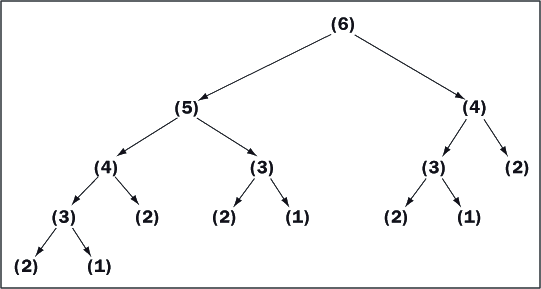 (6)
(5) (4)
(4) (3) (3) (2)
(3) (2) (2) (1) (2) (1)
(2) (1)